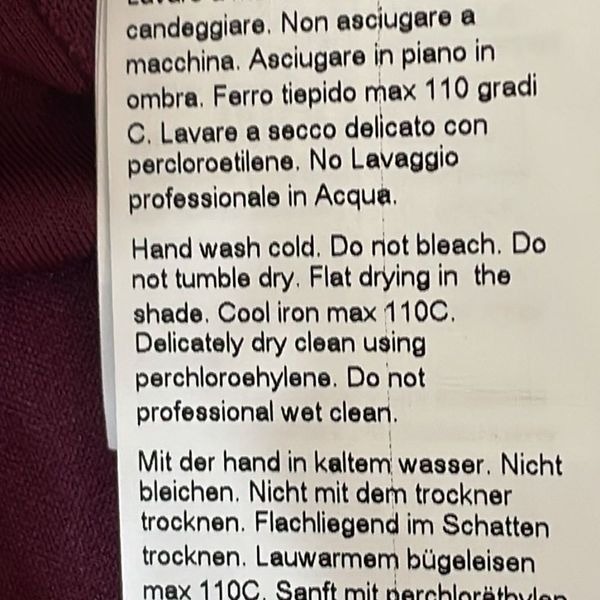 candeggiare. Non asciugare a
macchina. Asciugare in piano in
ombra. Ferro tiepido max 110 gradi
C. Lavare a secco delicato con
percloroetilene. No Lavaggio
professionale in Acqua.
Hand wash cold. Do not bleach. Do
not tumble dry. Flat drying in the
shade. Cool iron max 110C.
Delicately dry clean using
perchloroehylene. Do not
professional wet clean.
Mit der hand in kaltem wasser. Nicht
bleichen. Nicht mit dem trockner
trocknen. Flachliegend im Schatten
trocknen. Lauwarmem bügeleisen
max 110C. Sanft mit perchloräthylen